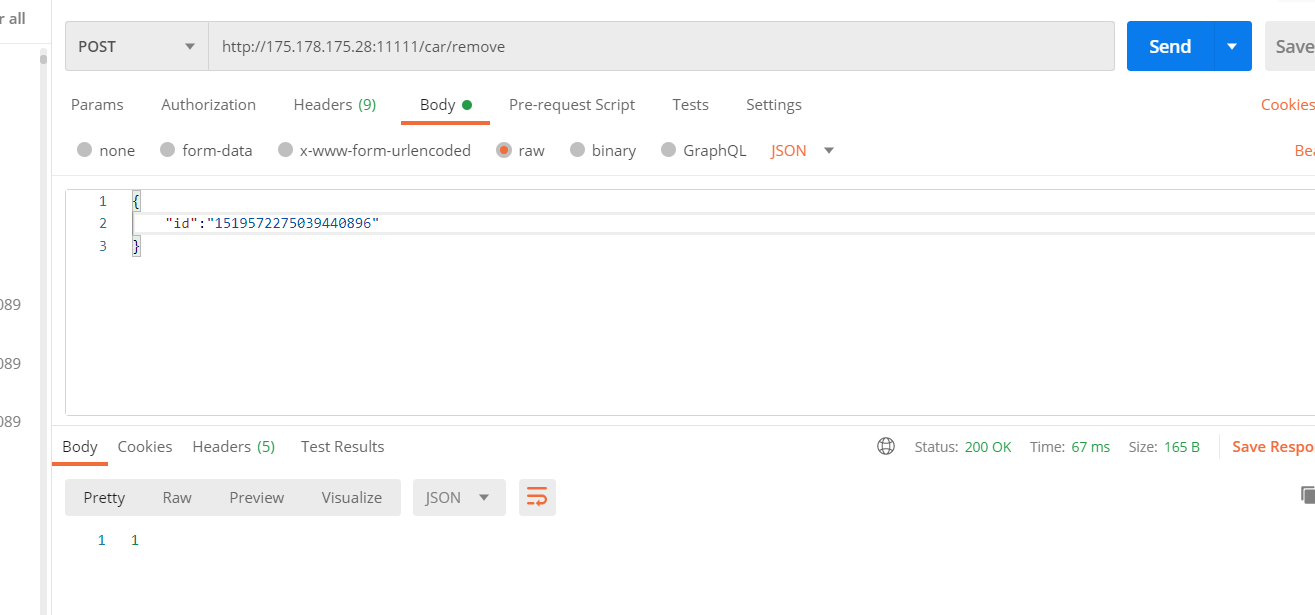 r all
POST http://175.178.175.28:11111/car/remove Send Save
Params Authorization Headers (9) Body Pre-request Script Tests Settings Cookies
none form-data x-www-form-urlencoded raw binary GraphQL JSON Bea
1 {
2 "id":"1519572275039440896"
3 }
089
089
089
Body Cookies Headers (5) Test Results Status: 200 OK Time: 67 ms Size: 165 B Save Respo
Pretty Raw Preview Visualize JSON
1 1